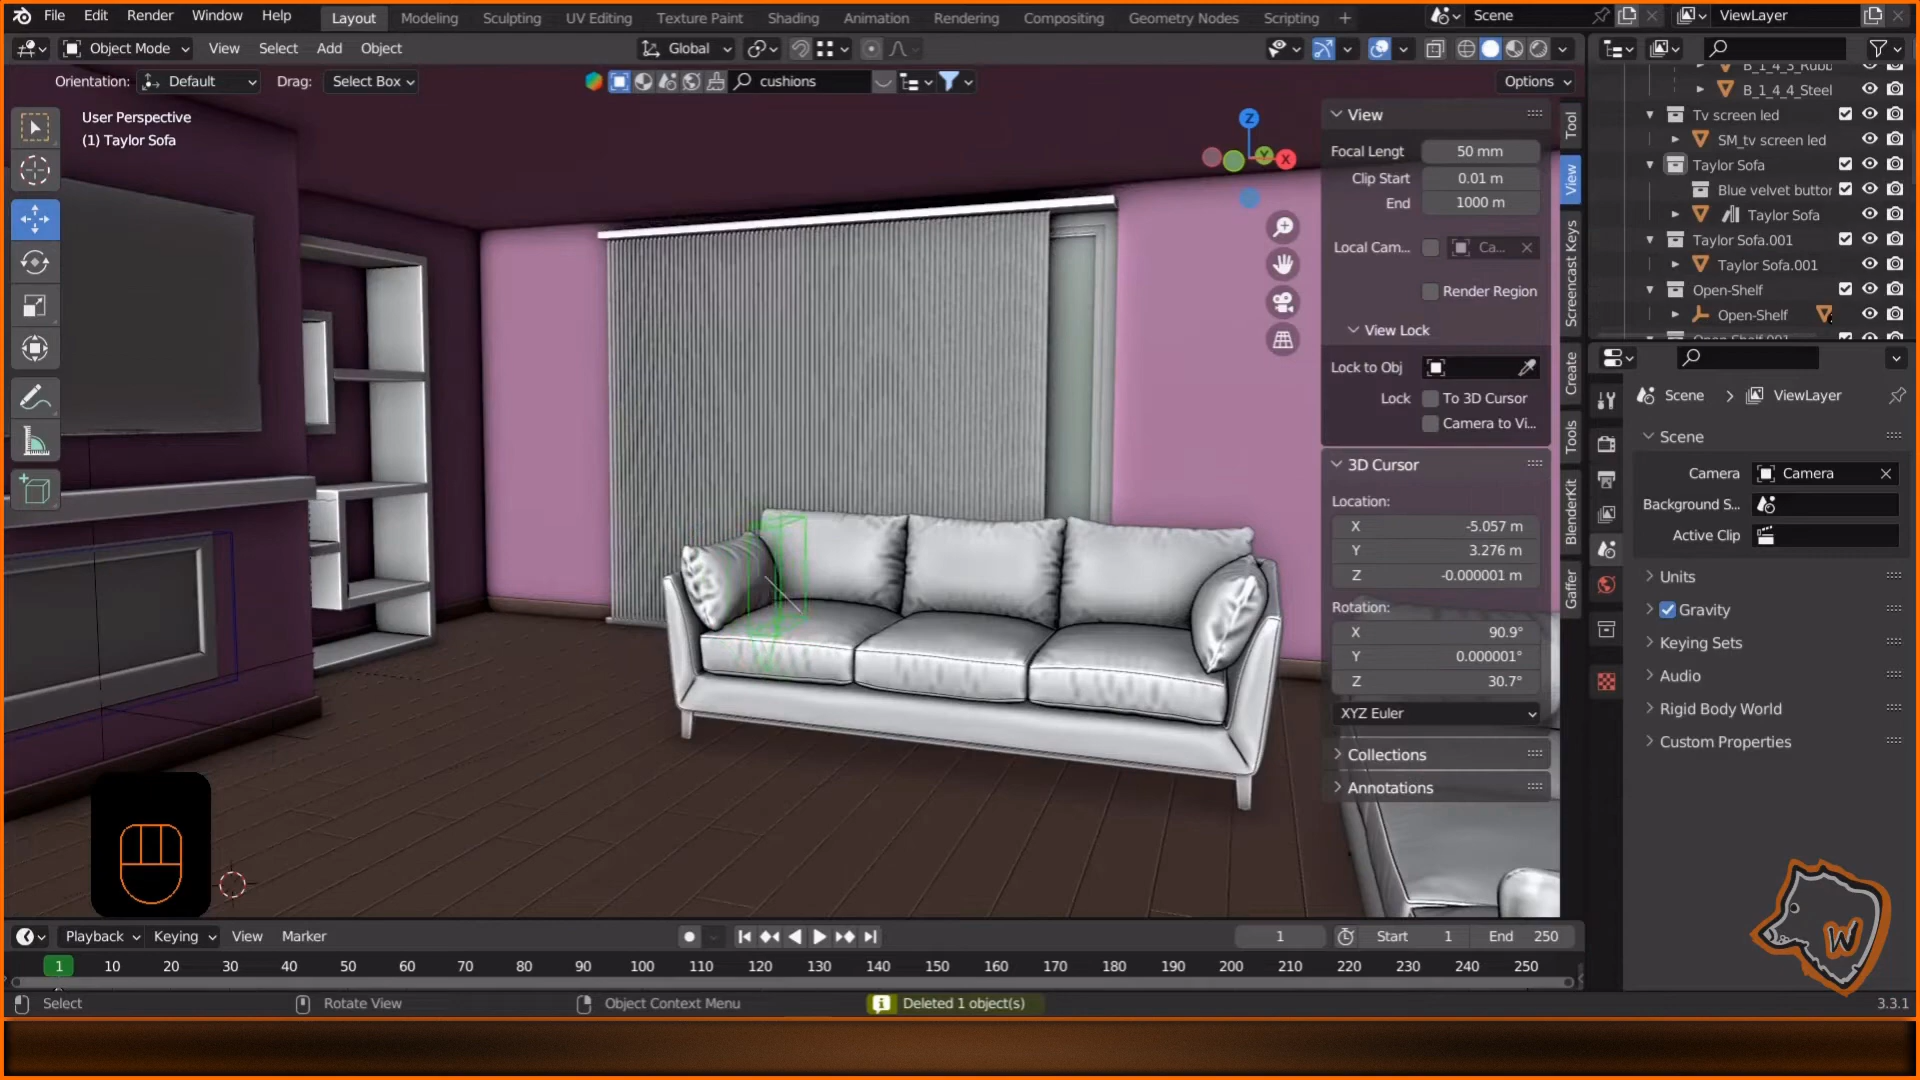 File Edit Render Window Help Layout Modeling Sculpting UV Editing Texture Paint Shading Animation Rendering Compositing Geometry Nodes Scripting + Scene ViewLayer
Object Mode View Select Add Object Global
Orientation: Default Drag: Select Box cushions Options
User Perspective
(1) Taylor Sofa
Z
Y
X
View
Focal Lengt 50 mm
Clip Start 0.01 m
End 1000 m
Local Cam... Ca...
Render Region
View Lock
Lock to Obj
Lock To 3D Cursor
Camera to Vi...
3D Cursor
Location:
X -5.057 m
Y 3.276 m
Z -0.000001 m
Rotation:
X 90.9°
Y 0.000001°
Z 30.7°
XYZ Euler
Collections
Annotations
Tool
View
Screencast Keys
Create
Tools
BlenderKit
Gaffer
B_1_4_3_Rubb
B_1_4_4_Steel
Tv screen led
SM_tv screen led
Taylor Sofa
Blue velvet buttor
Taylor Sofa
Taylor Sofa.001
Taylor Sofa.001
Open-Shelf
Open-Shelf
Open-Shelf.001
Scene ViewLayer
Scene
Camera Camera
Background S...
Active Clip
Units
Gravity
Keying Sets
Audio
Rigid Body World
Custom Properties
W
Playback Keying View Marker 1 Start 1 End 250
1 10 20 30 40 50 60 70 80 90 100 110 120 130 140 150 160 170 180 190 200 210 220 230 240 250
Select Rotate View Object Context Menu Deleted 1 object(s) 3.3.1